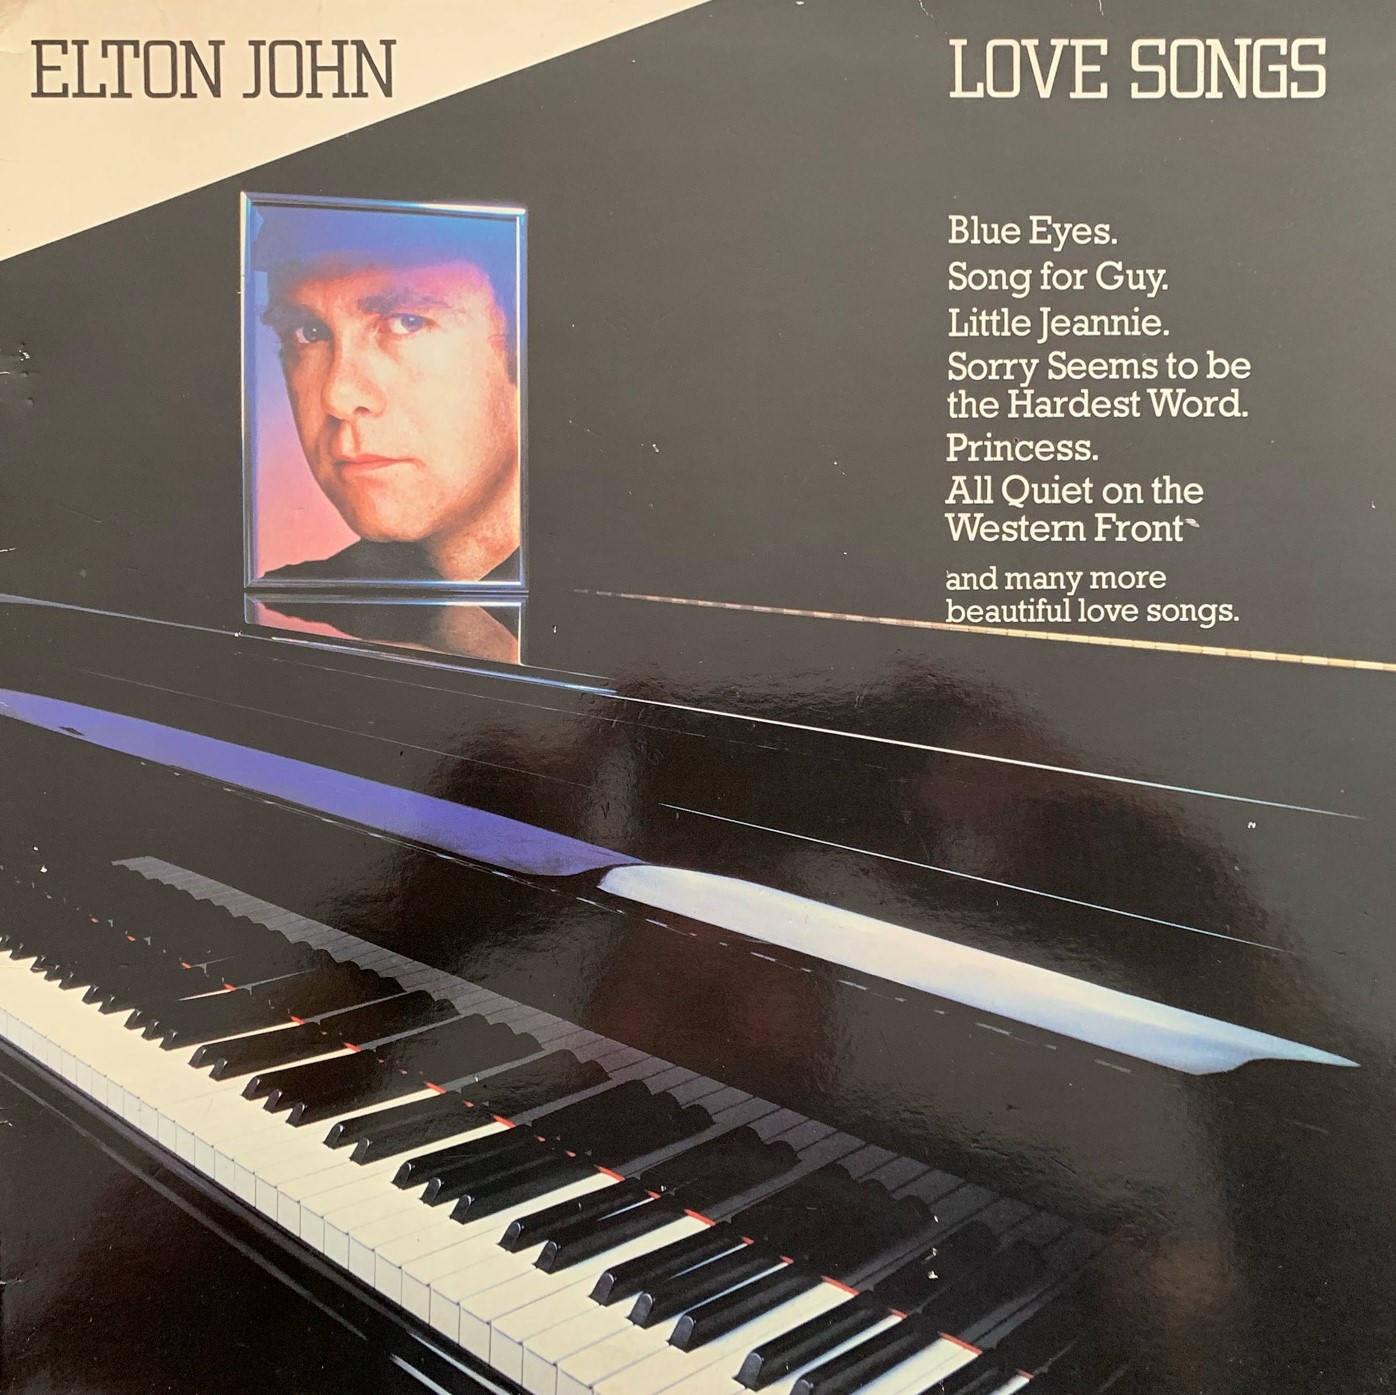 ELTON JOHN
LOVE SONGS
Blue Eyes.
Song for Guy.
Little Jeannie.
Sorry Seems to be
the Hardest Word.
Princess.
All Quiet on the
Western Front
and many more
beautiful love songs.